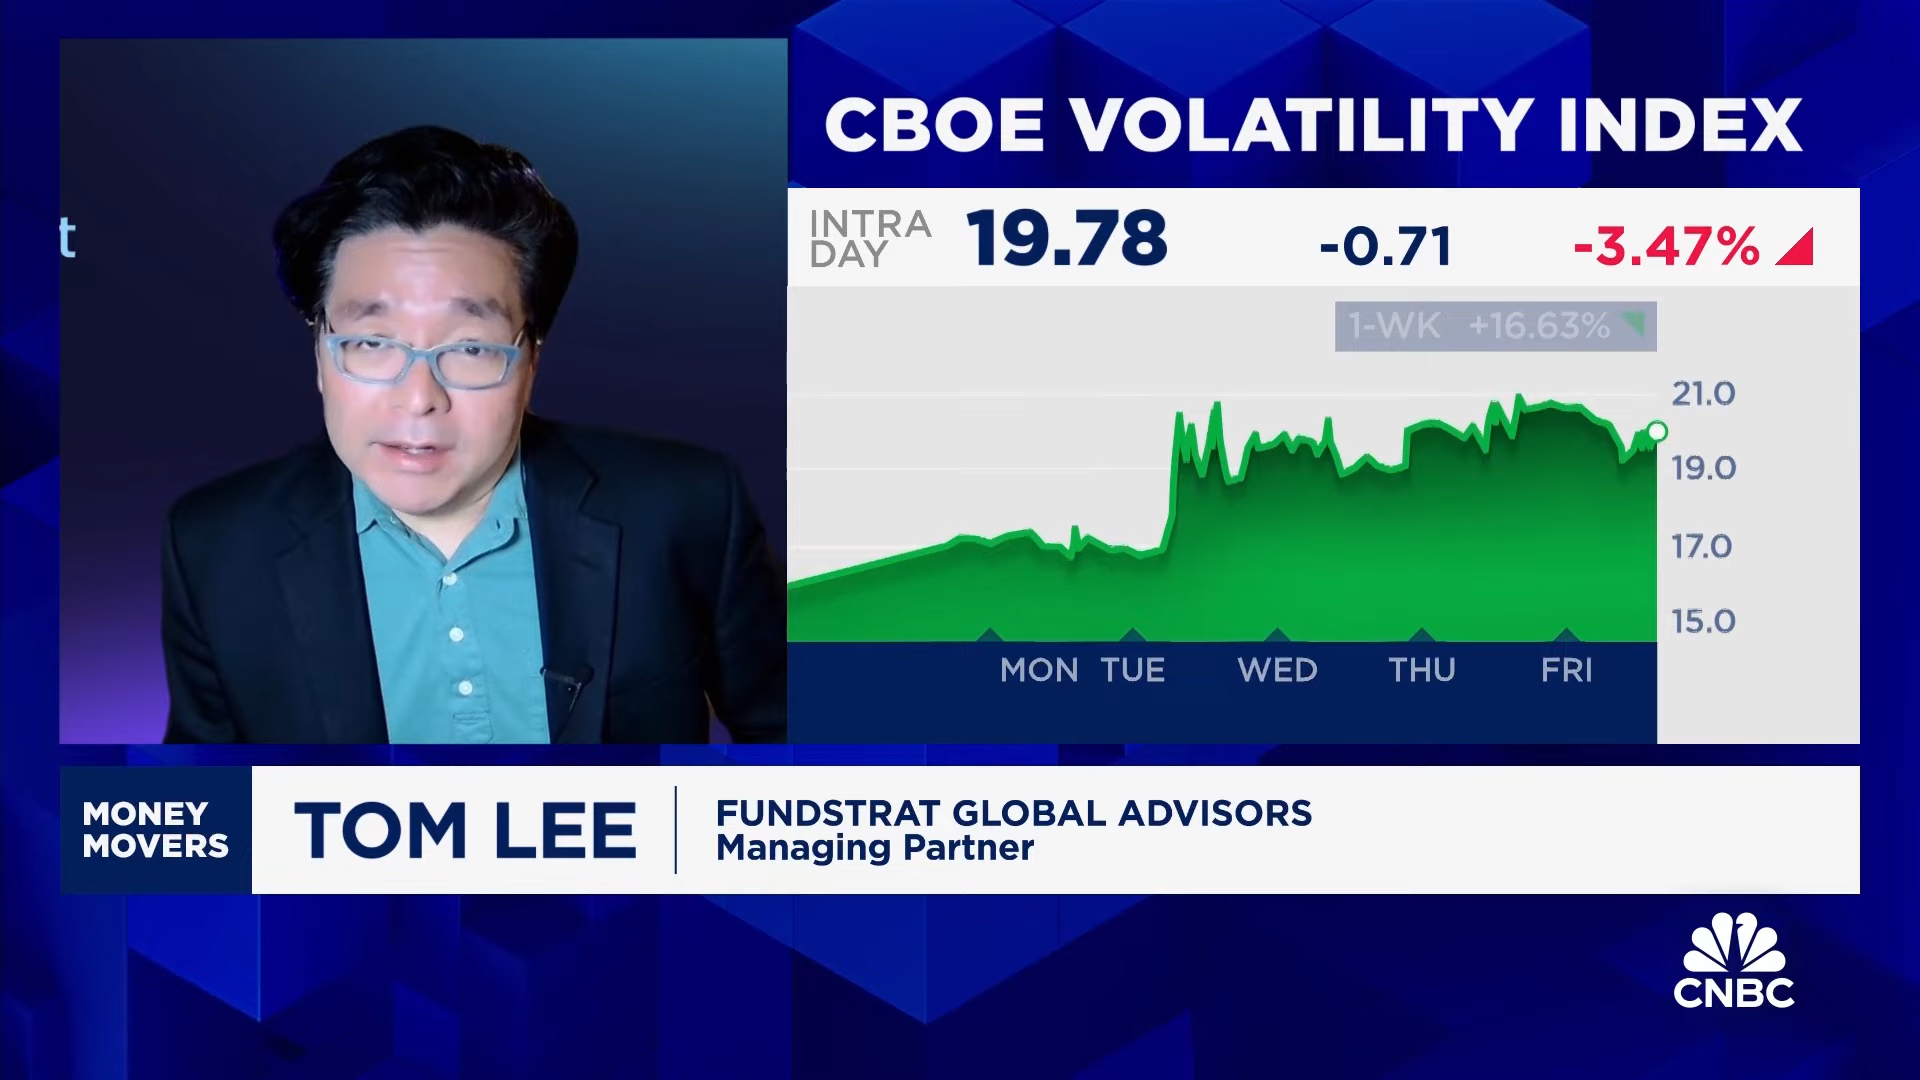 t
CBOE VOLATILITY INDEX
INTRA
DAY
19.78 -0.71 -3.47%
1-WK +16.63%
21.0
19.0
17.0
15.0
MON TUE WED THU FRI
MONEY
MOVERS
TOM LEE
FUNDSTRAT GLOBAL ADVISORS
Managing Partner
CNBC